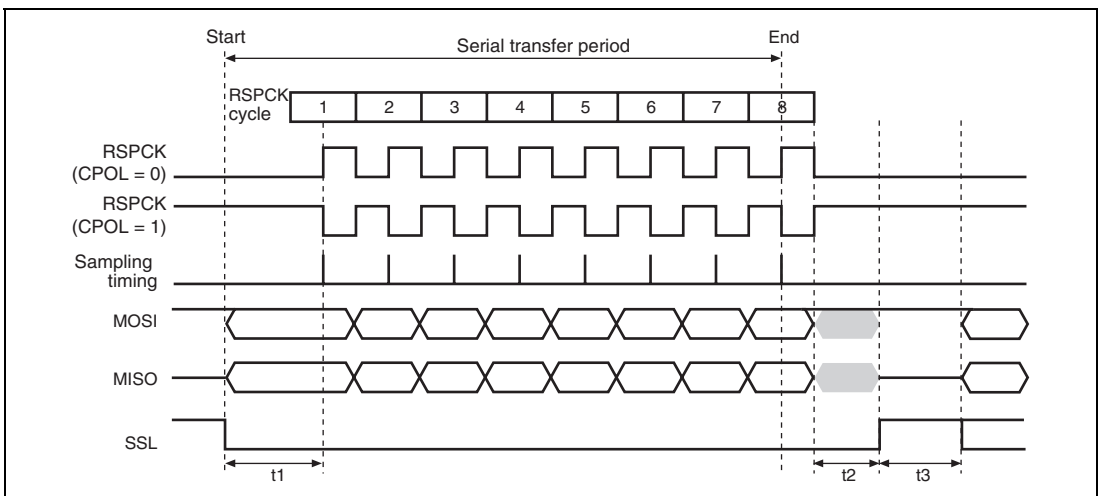 Start
End
Serial transfer period
RSPCK
cycle
1 2 3 4 5 6 7 8
RSPCK
(CPOL = 0)
RSPCK
(CPOL = 1)
Sampling
timing
MOSI
MISO
SSL
t1
t2
t3